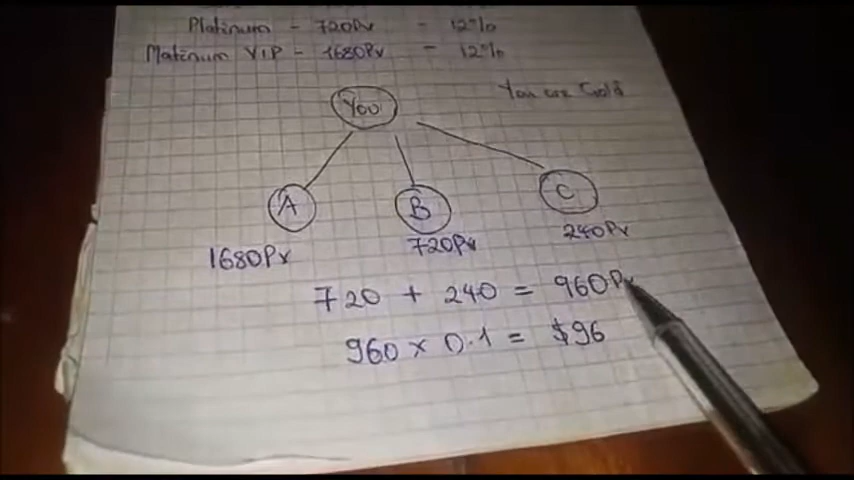 Platinum - 720Pv = 12%
Platinum VIP - 1680Pv - 12%
You are Gold
You
A
B
C
1680Pv
720Pv
240Pv
720 + 240 = 960Pv
960 x 0.1 = $96